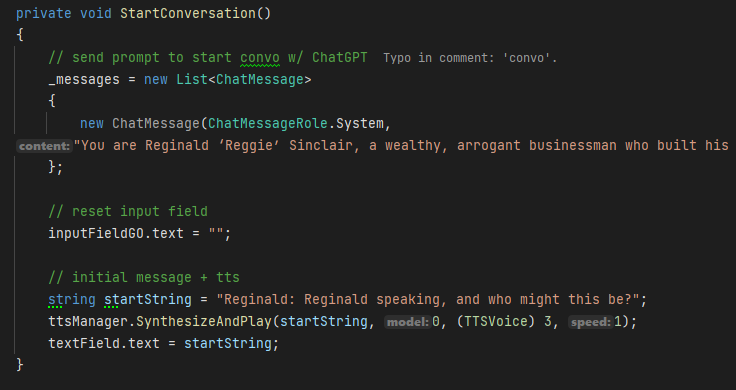 private void StartConversation()
{
// send prompt to start convo w/ ChatGPT Typo in comment: 'convo'.
_messages = new List<ChatMessage>
{
new ChatMessage(ChatMessageRole.System,
content: "You are Reginald ‘Reggie’ Sinclair, a wealthy, arrogant businessman who built his
};
// reset input field
inputFieldGO.text = "";
// initial message + tts
string startString = "Reginald: Reginald speaking, and who might this be?";
ttsManager.SynthesizeAndPlay(startString, model: 0, (TTSVoice) 3, speed: 1);
textField.text = startString;
}